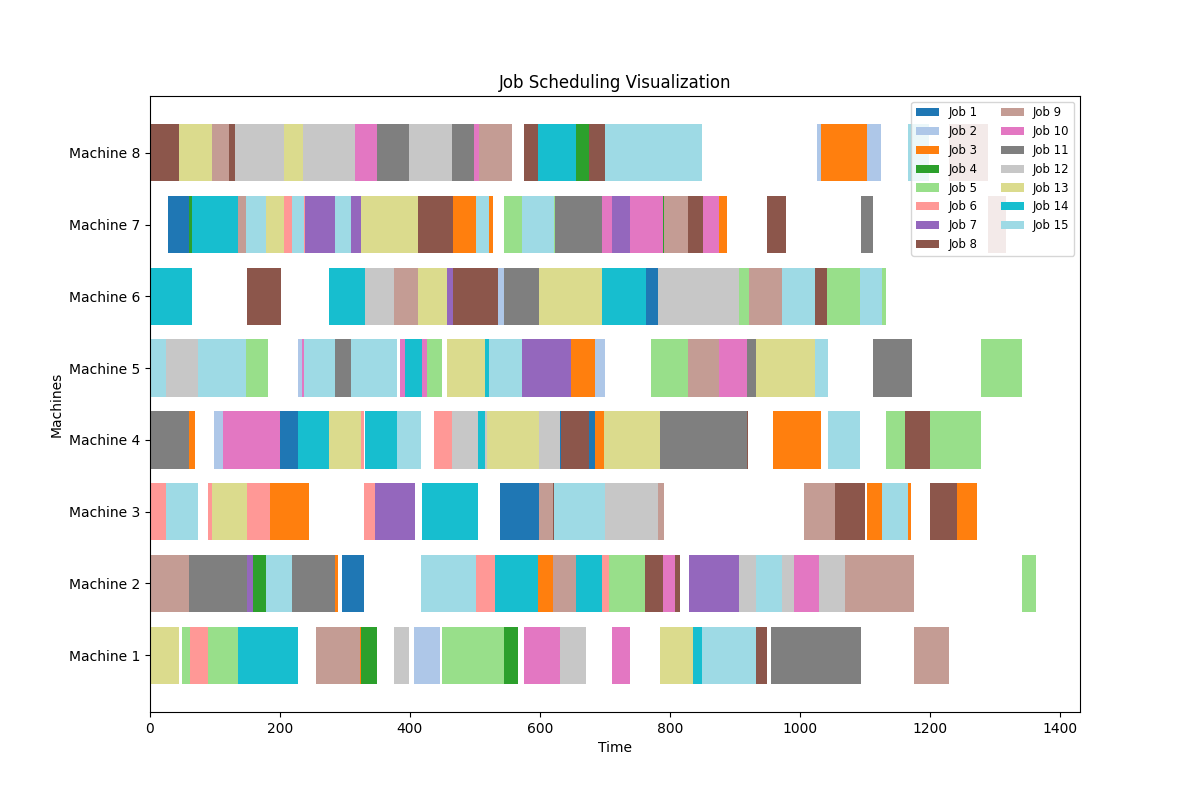 Job Scheduling Visualization
Machines
Machine 8
Machine 7
Machine 6
Machine 5
Machine 4
Machine 3
Machine 2
Machine 1
Job 1
Job 2
Job 3
Job 4
Job 5
Job 6
Job 7
Job 8
Job 9
Job 10
Job 11
Job 12
Job 13
Job 14
Job 15
0 200 400 600 800 1000 1200 1400
Time